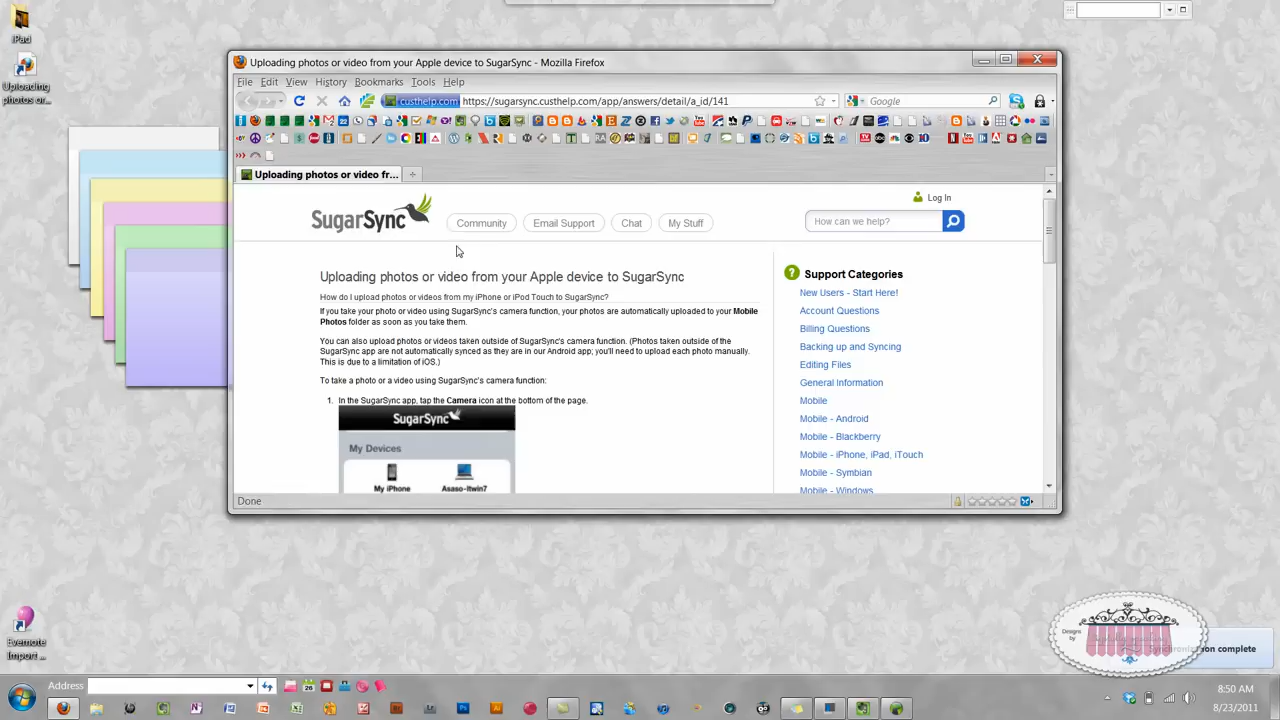 iPad
Uploading
photos or...
Uploading photos or video from your Apple device to SugarSync - Mozilla Firefox
File Edit View History Bookmarks Tools Help
custhelp.com https://sugarsync.custhelp.com/app/answers/detail/a_id/141
Google
Uploading photos or video fr...
Log In
SugarSync
Community Email Support Chat My Stuff
How can we help?
Uploading photos or video from your Apple device to SugarSync
How do I upload photos or videos from my iPhone or iPod Touch to SugarSync?
If you take your photo or video using SugarSync's camera function, your photos are automatically uploaded to your Mobile
Photos folder as soon as you take them.
You can also upload photos or videos taken outside of SugarSync's camera function. (Photos taken outside of the
SugarSync app are not automatically synced as they are in our Android app; you'll need to upload each photo manually.
This is due to a limitation of iOS.)
To take a photo or a video using SugarSync's camera function:
1. In the SugarSync app, tap the Camera icon at the bottom of the page.
SugarSync
My Devices
My iPhone Asaso-ltwin7
Support Categories
New Users - Start Here!
Account Questions
Billing Questions
Backing up and Syncing
Editing Files
General Information
Mobile
Mobile - Android
Mobile - Blackberry
Mobile - iPhone, iPad, iTouch
Mobile - Symbian
Mobile - Windows
Done
Evernote
Import ...
Designs
by
on complete
Address
8:50 AM
8/23/2011